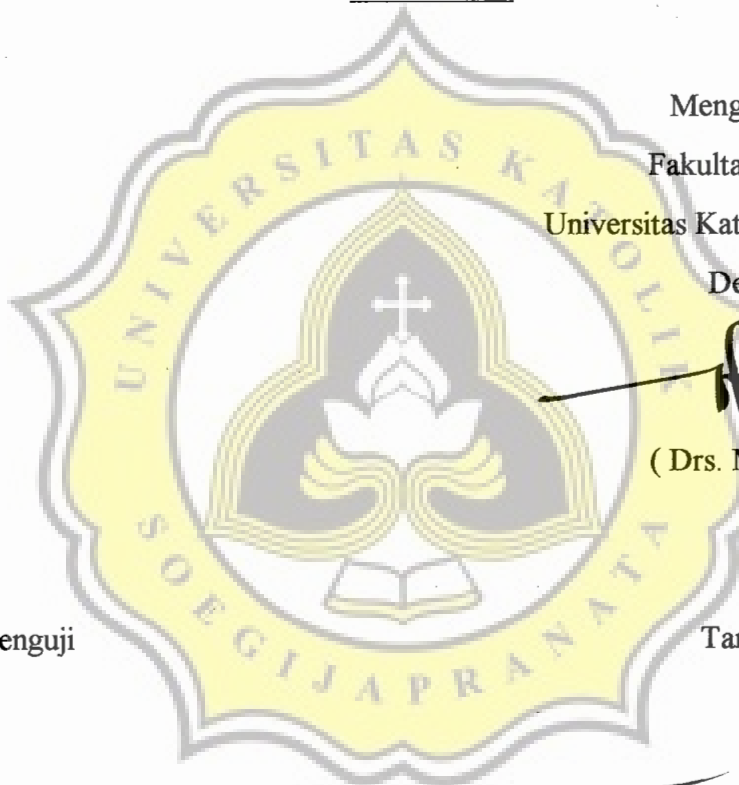 UNIVERSITAS KATOLIK
SOEGIJAPRANATA
Meng
Fakulta
Universitas Kat
De
( Drs. M
enguji
Tan